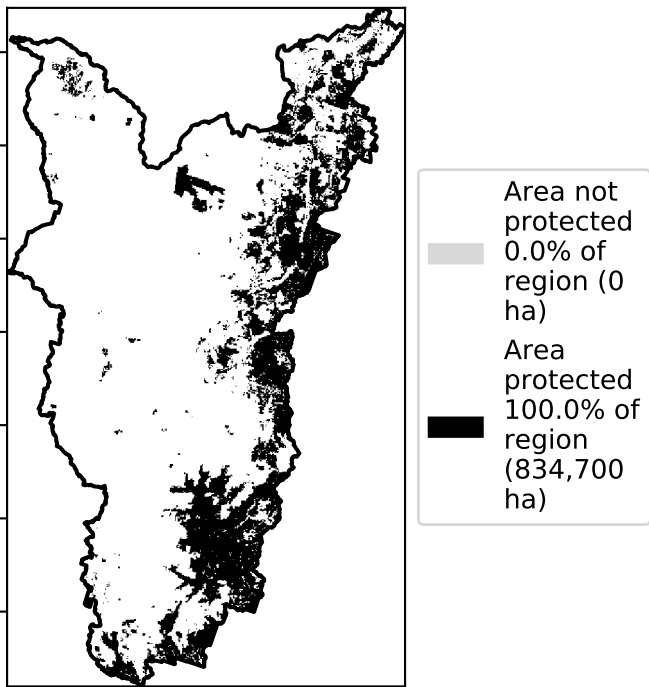 Area not
protected
0.0% of
region (0
ha)
Area
protected
100.0% of
region
(834,700
ha)